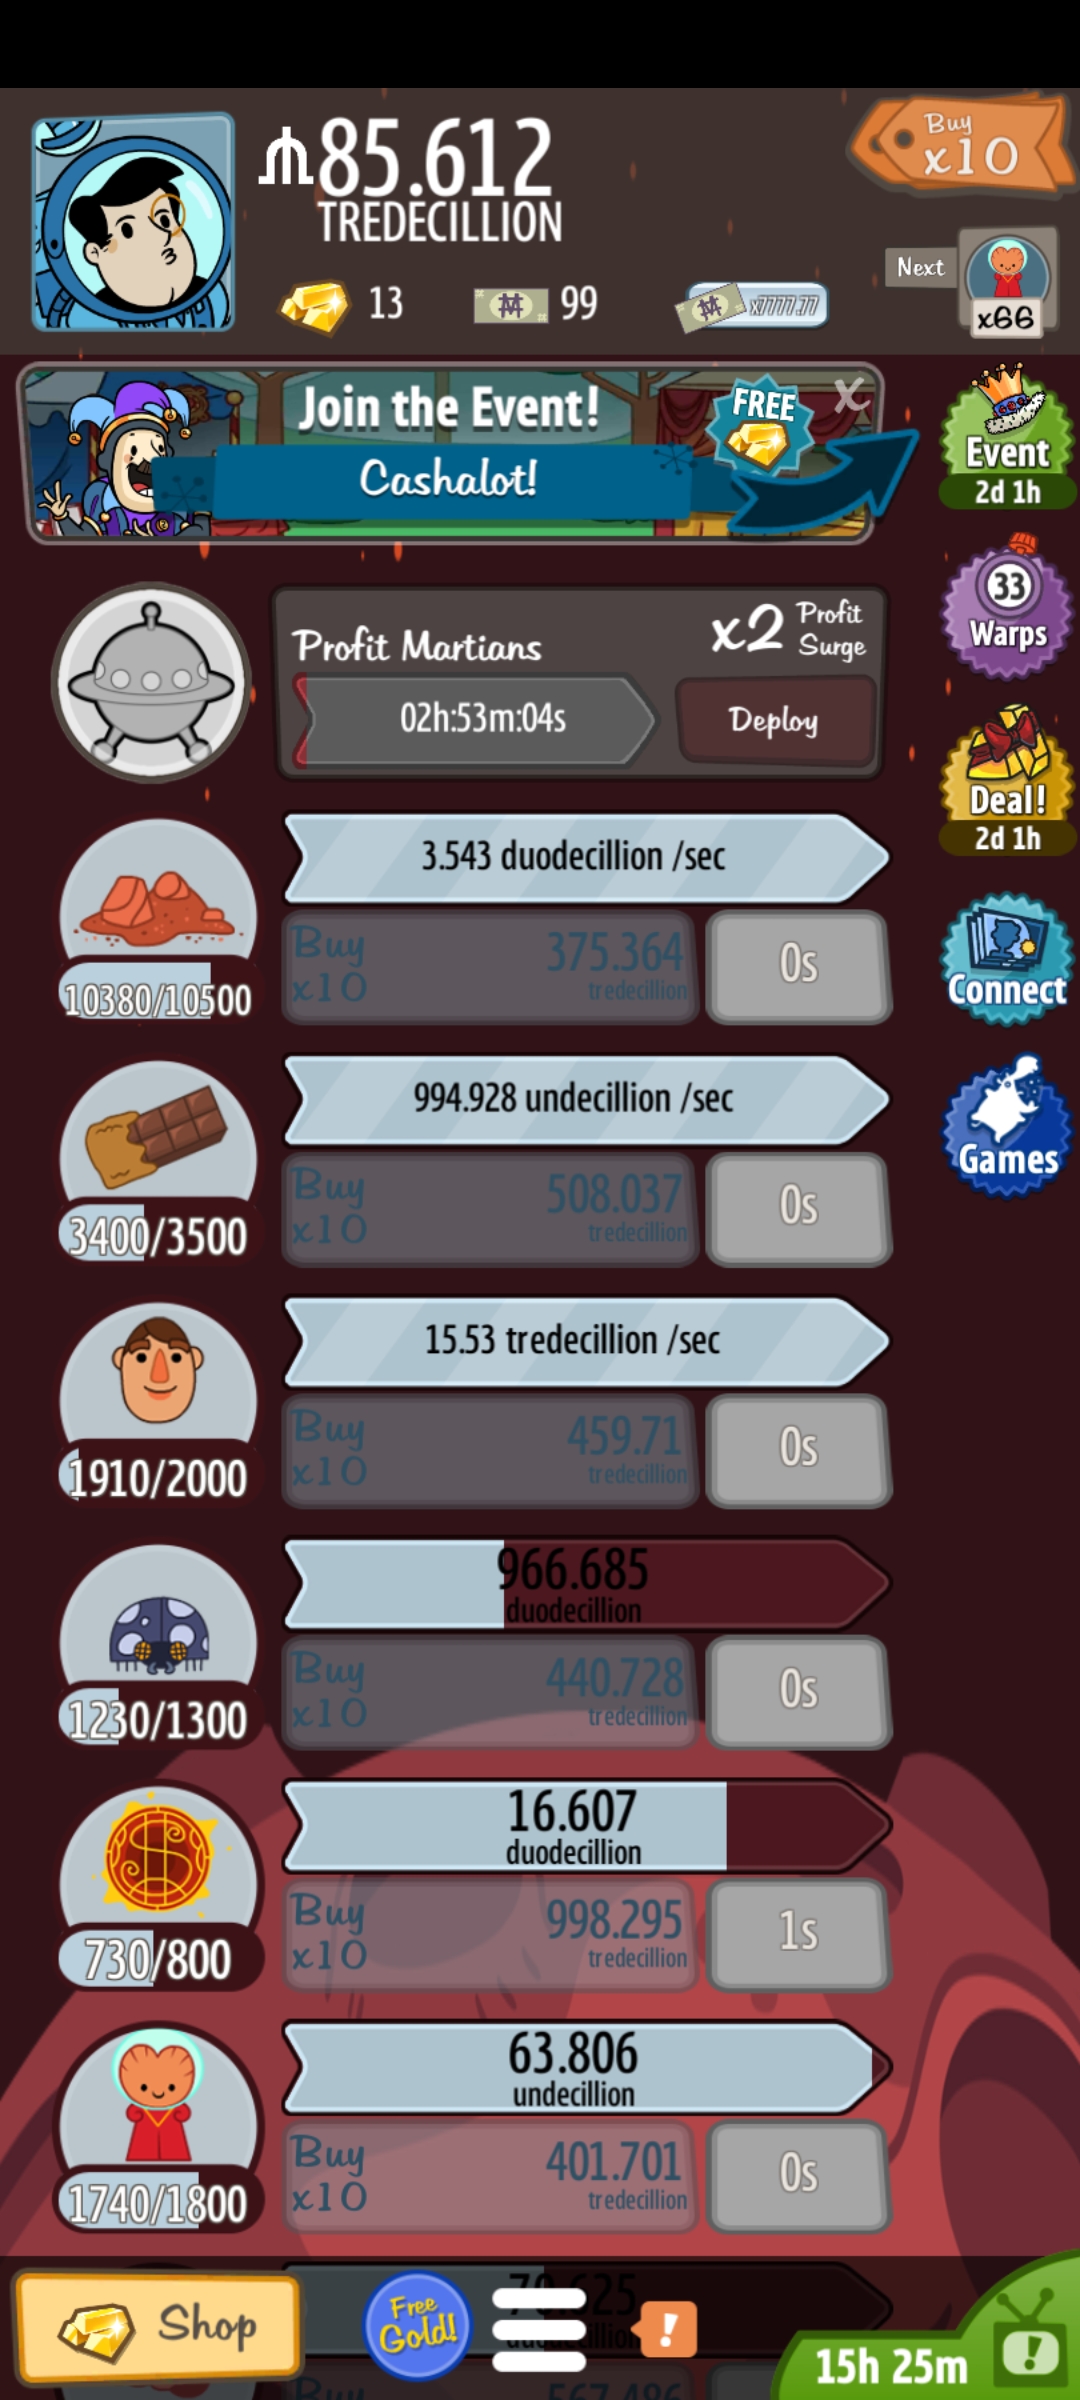 85.612
TREDECILLION
Buy
x10
13
99
x7777.77
Next
x66
Join the Event!
FREE
X
Cashalot!
Event
2d 1h
33
Warps
Profit Martians
x2 Profit
Surge
02h:53m:04s
Deploy
Deal!
2d 1h
3.543 duodecillion /sec
10380/10500
Buy
x10
375.364
tredecillion
0s
Connect
994.928 undecillion /sec
3400/3500
Buy
x10
508.037
tredecillion
0s
Games
15.53 tredecillion /sec
1910/2000
Buy
x10
459.71
tredecillion
0s
966.685
duodecillion
1230/1300
Buy
x10
440.728
tredecillion
0s
16.607
duodecillion
730/800
Buy
x10
998.295
tredecillion
1s
63.806
undecillion
1740/1800
Buy
x10
401.701
tredecillion
0s
Shop
Free
Gold!
!
15h 25m
!
Buy
567.486